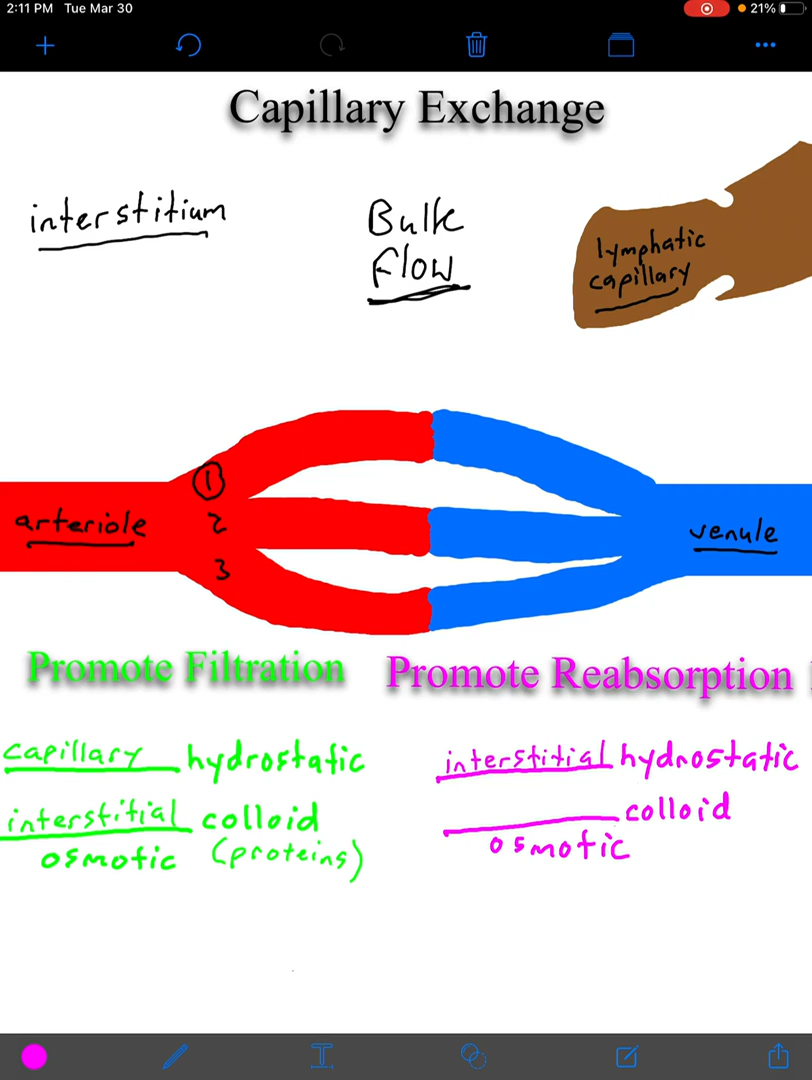 2:11 PM Tue Mar 30
21%
Capillary Exchange
interstitium
Bulk
Flow
lymphatic
capillary
1
arteriole
2
venule
3
Promote Filtration
Promote Reabsorption
capillary hydrostatic
interstitial hydrostatic
interstitial colloid
osmotic (proteins)
colloid
osmotic